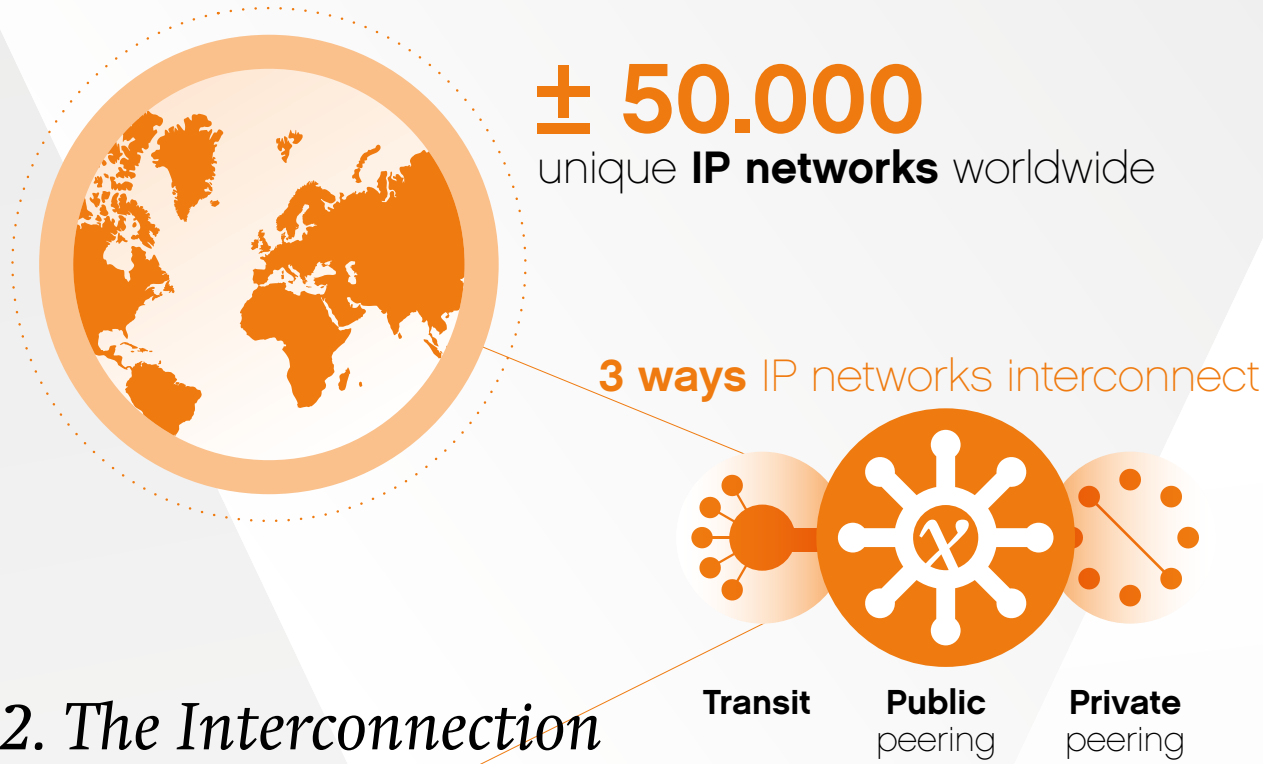 ± 50.000
unique IP networks worldwide
3 ways IP networks interconnect
x
Transit
Public
peering
Private
peering
2. The Interconnection